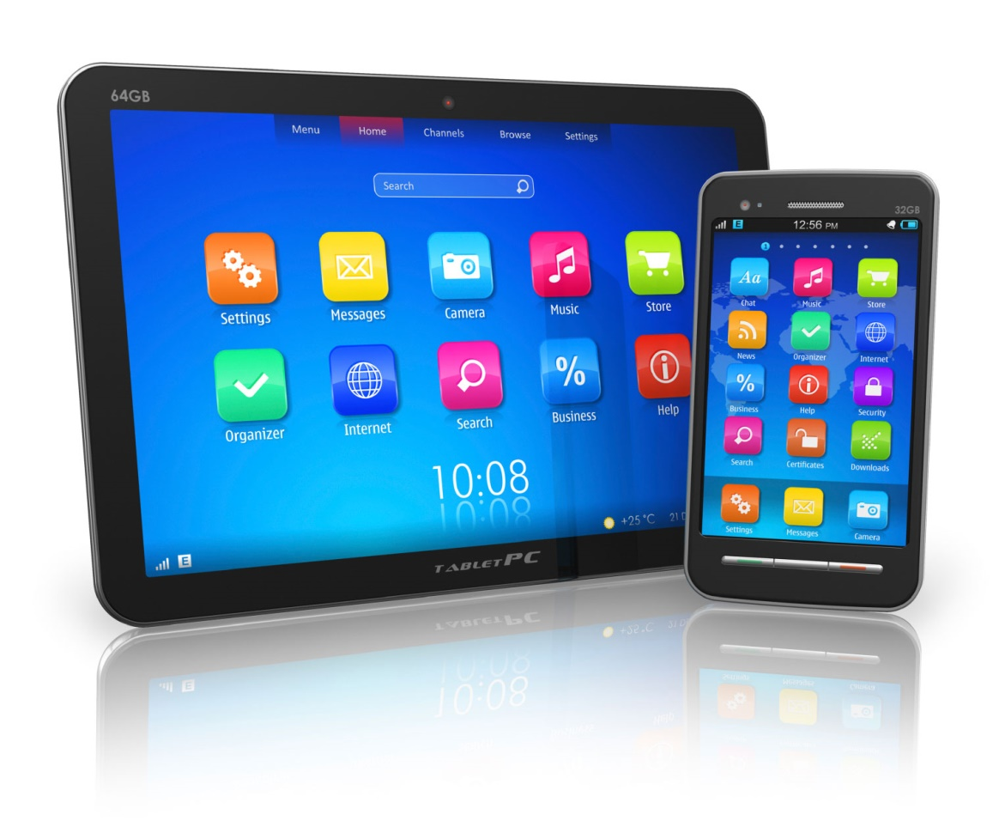 64GB
Menu Home Channels Browse Settings
Search
Settings Messages Camera Music Store
Organizer Internet Search % Business Help
10:08
+25 °C 21
E
TABLET PC
32GB
E 12:56 PM
1
Aa
Chat Music Store
News Organizer Internet
%
Business Help Security
Search Certificates Downloads
Settings Messages Camera